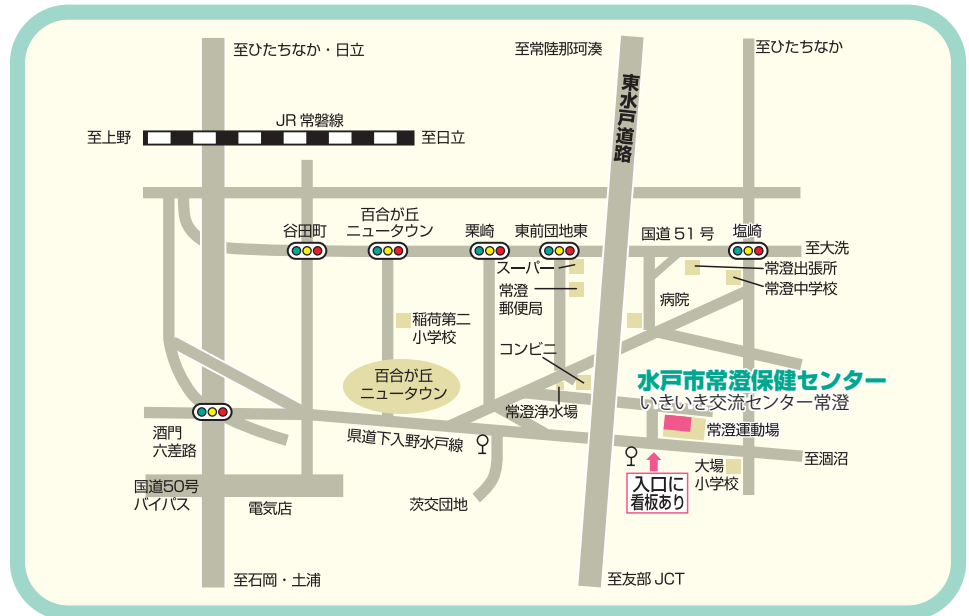 至ひたちなか・日立
至常陸那珂湊
至ひたちなか
東水戸道路
JR常磐線
至上野
至日立
谷田町
百合が丘
ニュータウン
栗崎
東前団地東
国道51号
塩崎
至大洗
スーパー
常澄
郵便局
常澄出張所
常澄中学校
病院
稲荷第二
小学校
コンビニ
百合が丘
ニュータウン
水戸市常澄保健センター
いきいき交流センター常澄
常澄浄水場
常澄運動場
酒門
六差路
県道下入野水戸線
至涸沼
大場
小学校
入口に
看板あり
国道50号
バイパス
電気店
茨交団地
至石岡・土浦
至友部JCT